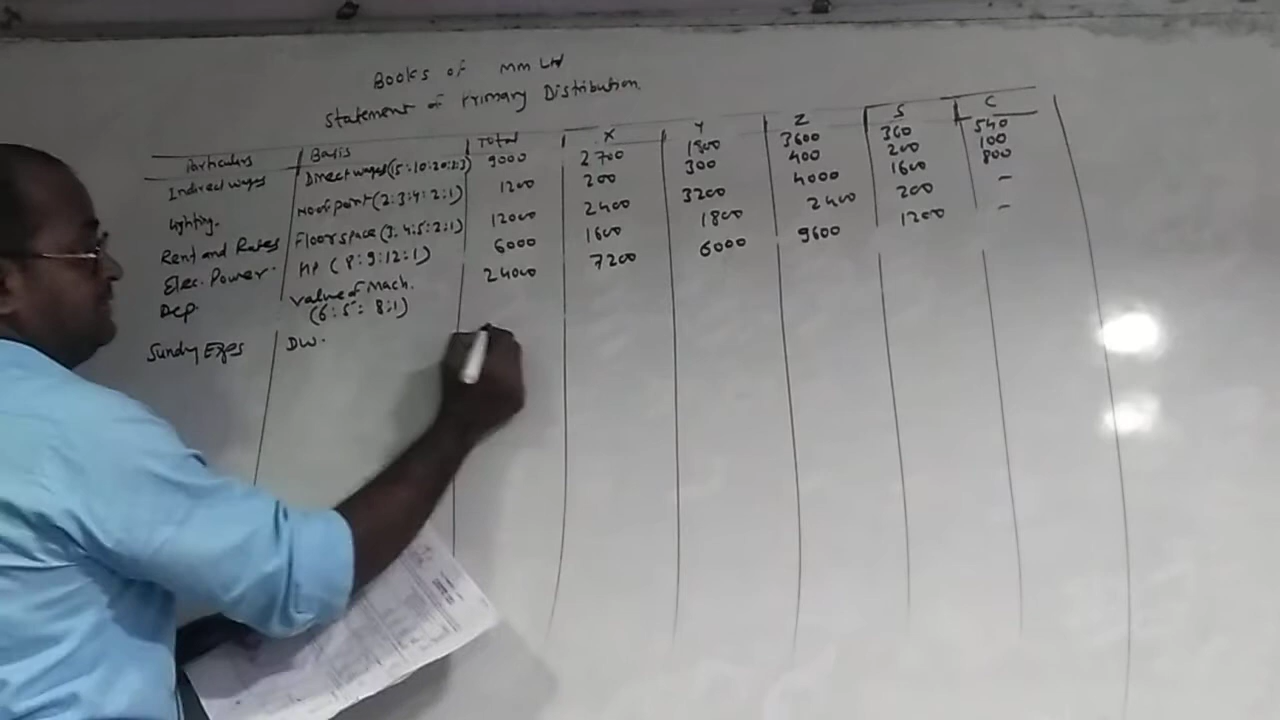 Books of MM Ltd
Statement of Primary Distribution
Particulars Basis Total X Y Z S C
Indirect wages Direct wages (15:10:20:2:3) 9000 2700 1800 3600 360 540
Lighting. No of point (2:3:4:2:1) 1200 200 300 400 200 100
Rent and Rates Floor space (3:4:5:2:1) 12000 2400 3200 4000 1600 800
Elec. Power. HP (8:9:12:1) 6000 1600 1800 2400 200 -
Dep. Value of Mach. 24000 7200 6000 9600 1200 -
(6:5:8:1)
Sundry Exps DW.